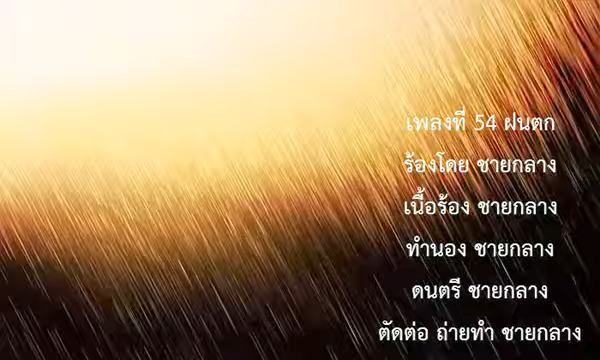 เพลงที่ 54 ฝนตก
ร้องโดย ชายกลาง
เนื้อร้อง ชายกลาง
ทำนอง ชายกลาง
ดนตรี ชายกลาง
ตัดต่อ ถ่ายทำ ชายกลาง